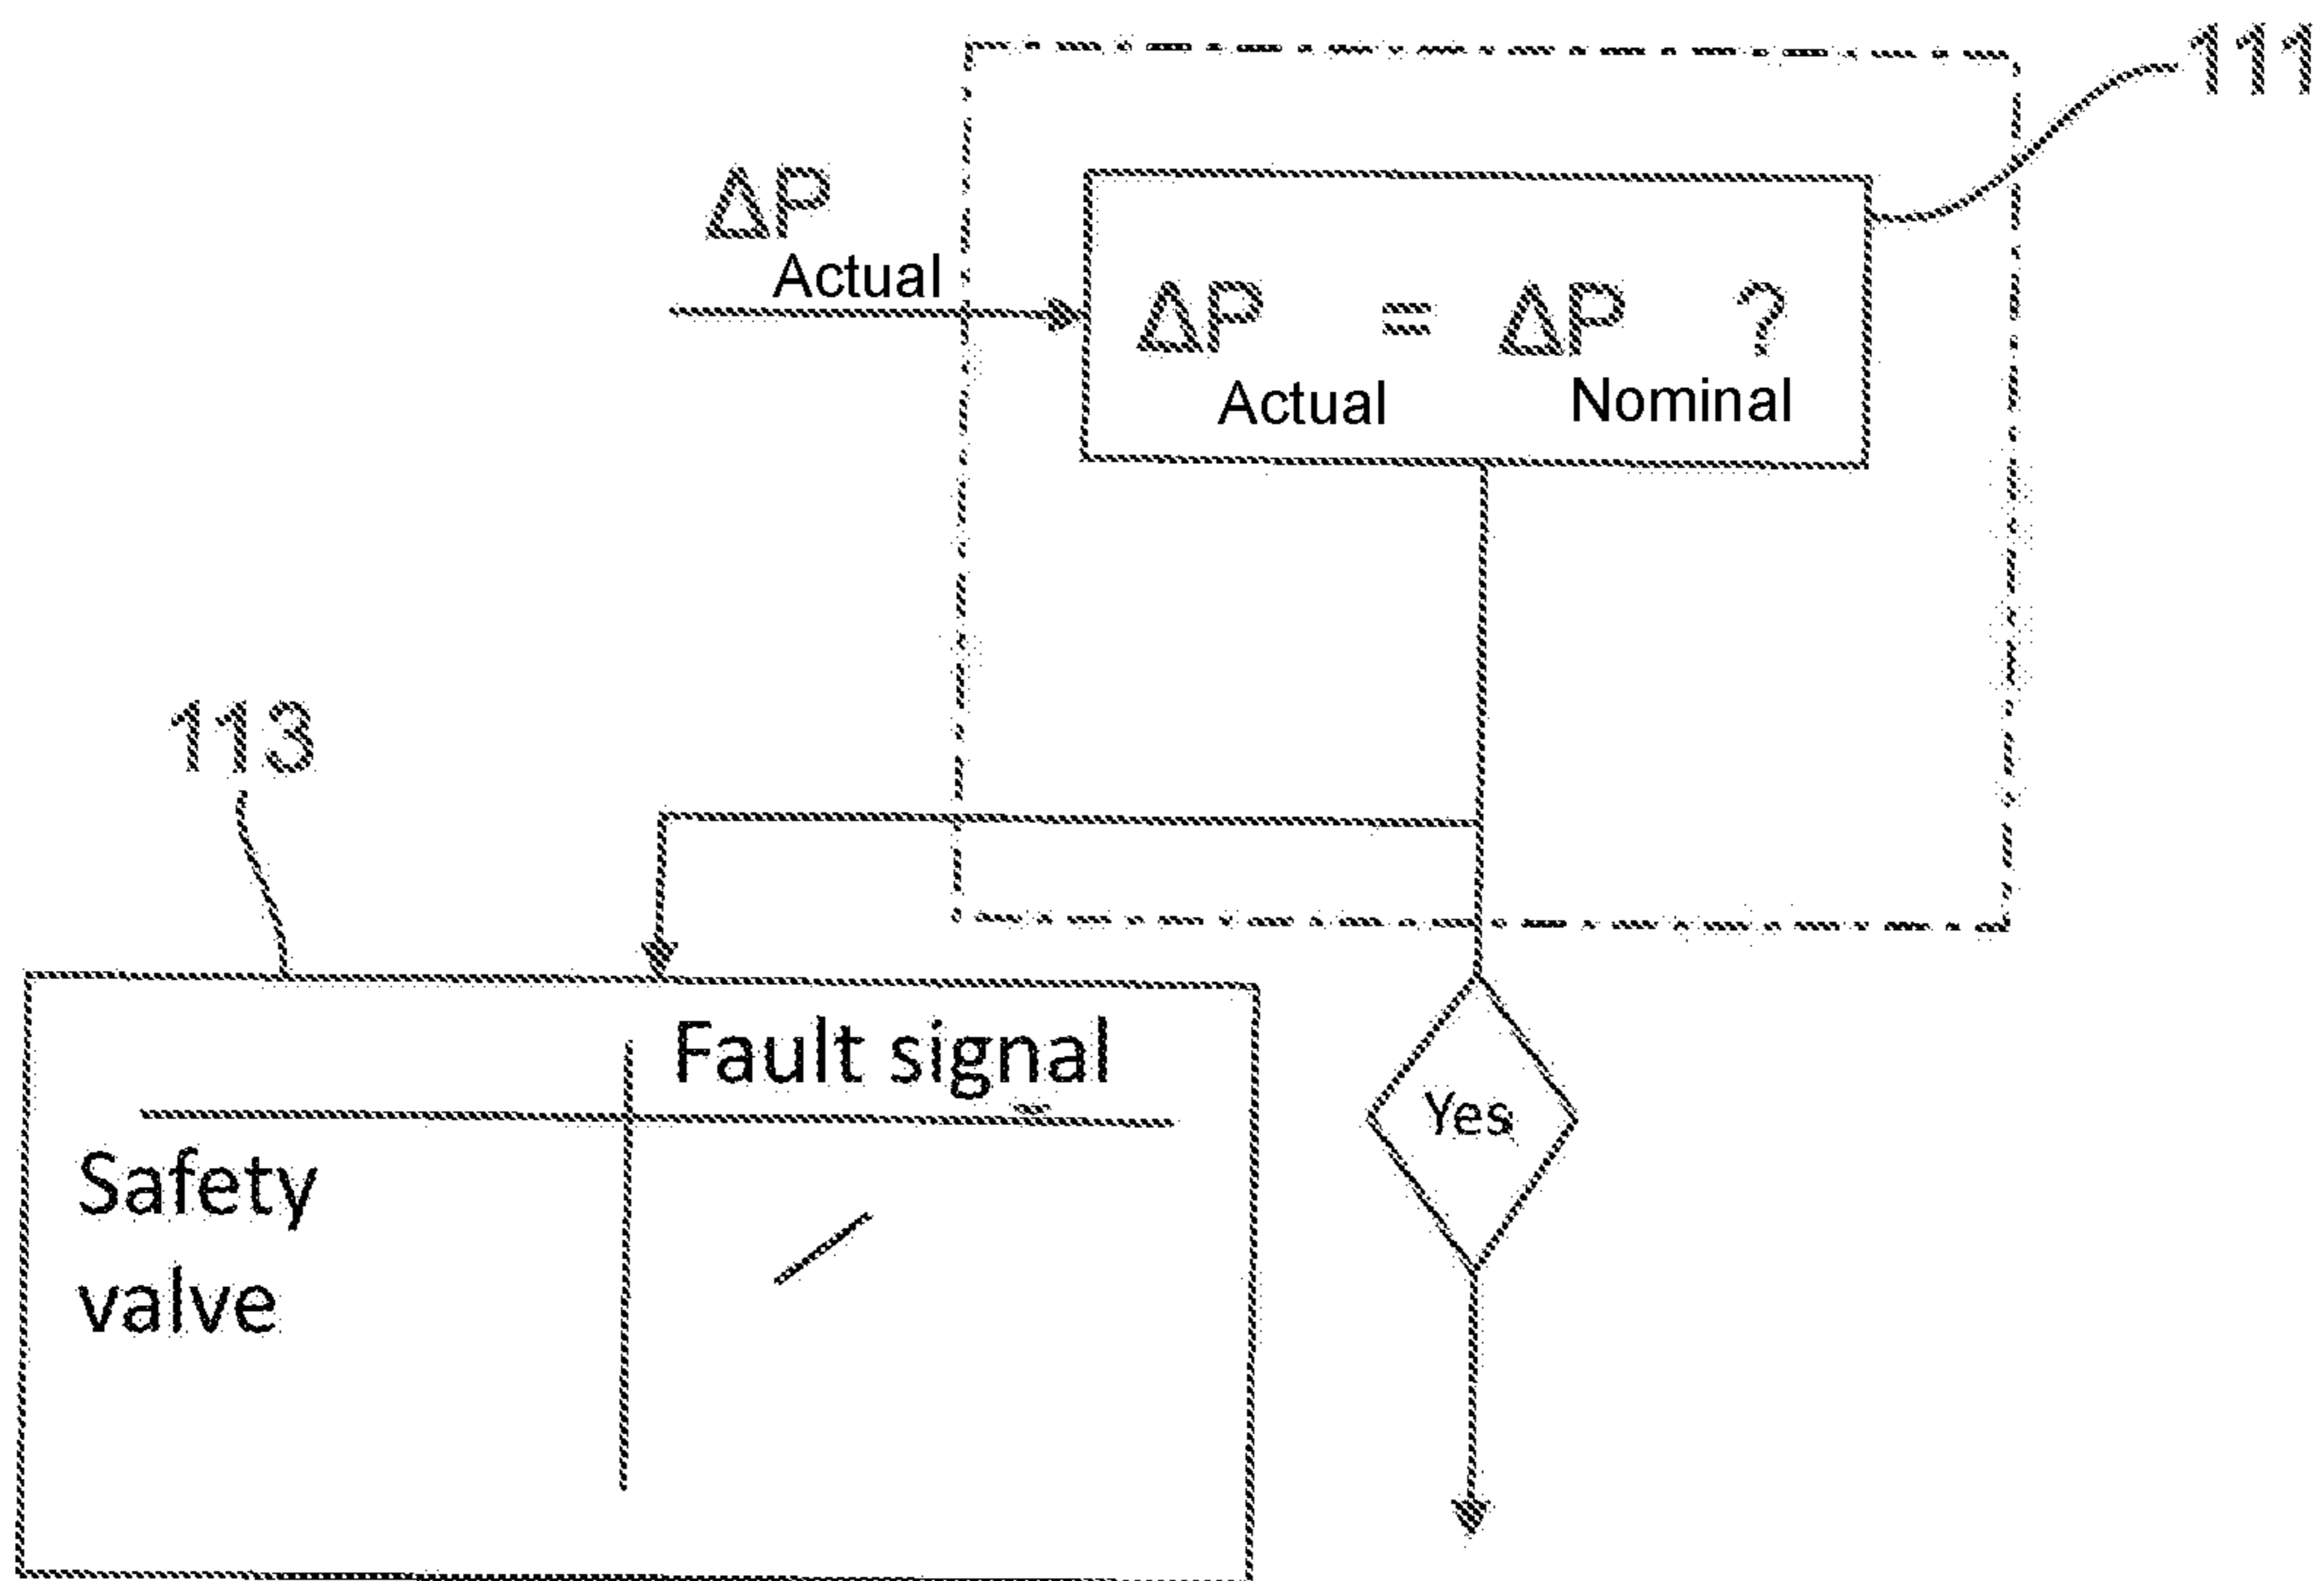 111
ΔP
Actual
ΔP = ΔP ?
Actual Nominal
113
Fault signal
Safety
valve
Yes